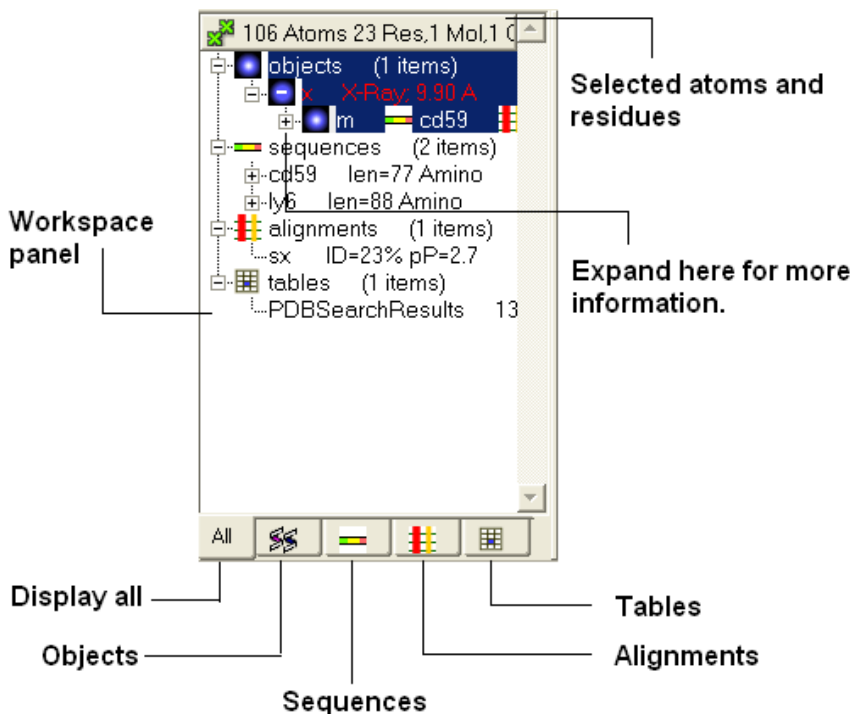 106 Atoms 23 Res,1 Mol,1
objects (1 items)
x X-Ray; 9.90 A
m cd59
sequences (2 items)
cd59 len=77 Amino
ly6 len=88 Amino
alignments (1 items)
sx ID=23% pP=2.7
tables (1 items)
PDBSearchResults 13
Selected atoms and
residues
Workspace
panel
Expand here for more
information.
All
Display all
Objects
Sequences
Alignments
Tables